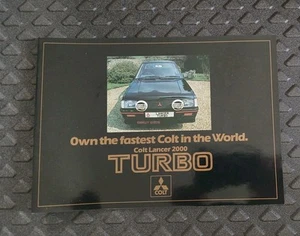 Own the fastest Colt in the World.
Colt Lancer 2000
TURBO
COLT